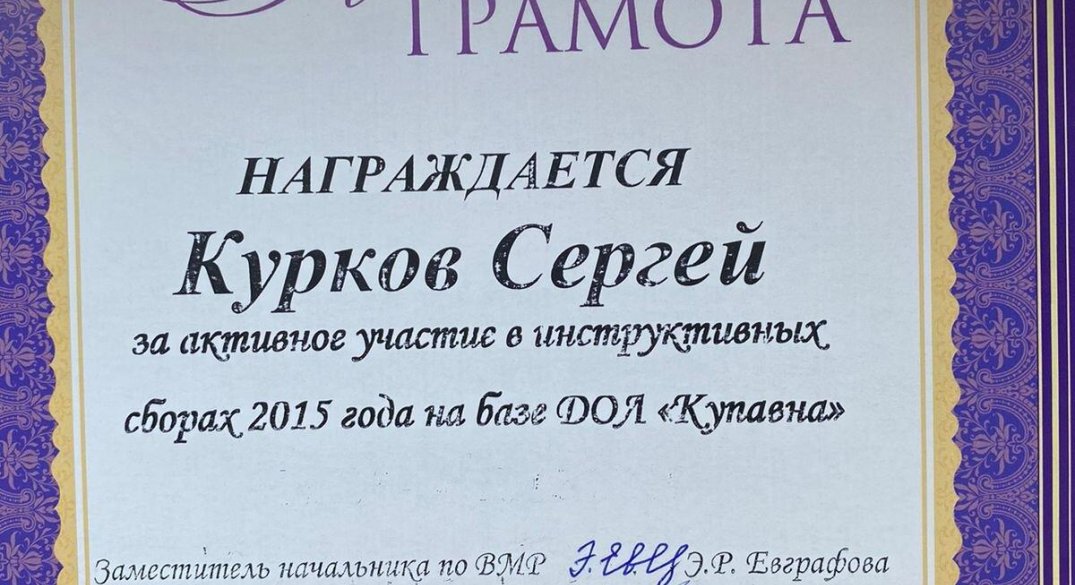 ГРАМОТА
НАГРАЖДАЕТСЯ
Курков Сергей
за активное участие в инструктивных
сборах 2015 года на базе ДОЛ «Купавна»
Заместитель начальника по ВМР Э.Р. Евграфова